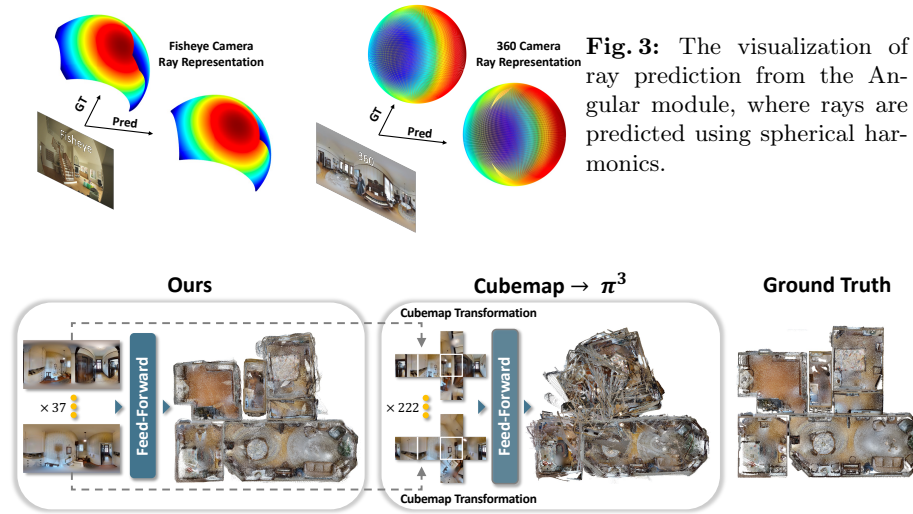 Fisheye Camera
Ray Representation
GT
Pred
Fisheye
360 Camera
Ray Representation
GT
Pred
360
Fig. 3: The visualization of
ray prediction from the An-
gular module, where rays are
predicted using spherical har-
monics.
Ours
Cubemap → π³
Ground Truth
Cubemap Transformation
× 37
Feed-Forward
× 222
Feed-Forward
Cubemap Transformation